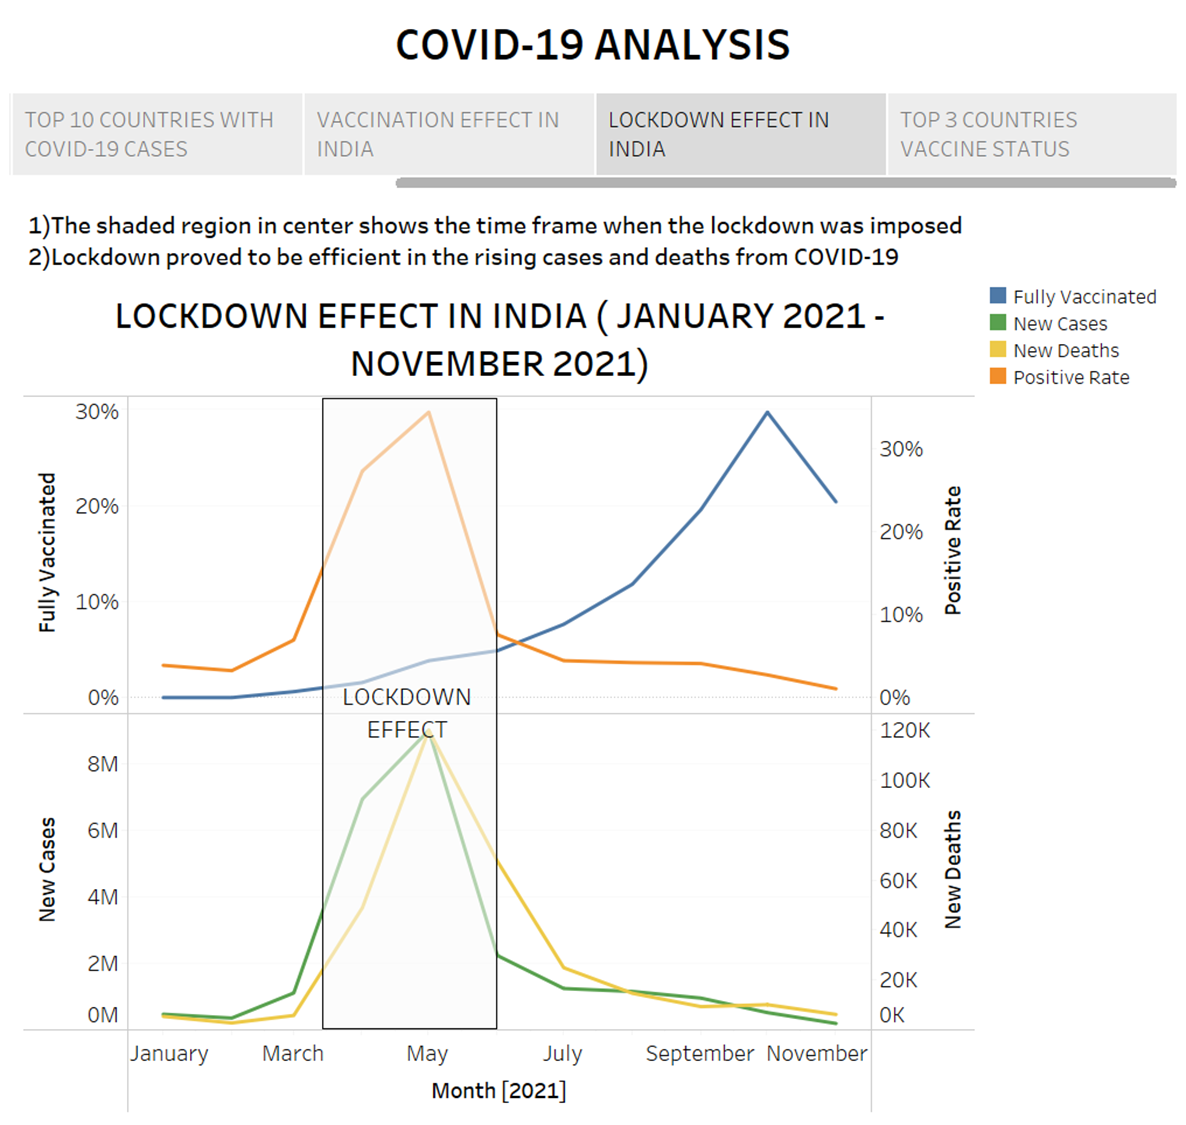 COVID-19 ANALYSIS
TOP 10 COUNTRIES WITH
COVID-19 CASES
VACCINATION EFFECT IN
INDIA
LOCKDOWN EFFECT IN
INDIA
TOP 3 COUNTRIES
VACCINE STATUS
1)The shaded region in center shows the time frame when the lockdown was imposed
2)Lockdown proved to be efficient in the rising cases and deaths from COVID-19
LOCKDOWN EFFECT IN INDIA ( JANUARY 2021 -
NOVEMBER 2021)
Fully Vaccinated
New Cases
New Deaths
Positive Rate
Fully Vaccinated
30%
20%
10%
0%
30%
20%
10%
0%
Positive Rate
LOCKDOWN
EFFECT
New Cases
8M
6M
4M
2M
0M
120K
100K
80K
60K
40K
20K
0K
New Deaths
January
March
May
July
September
November
Month [2021]